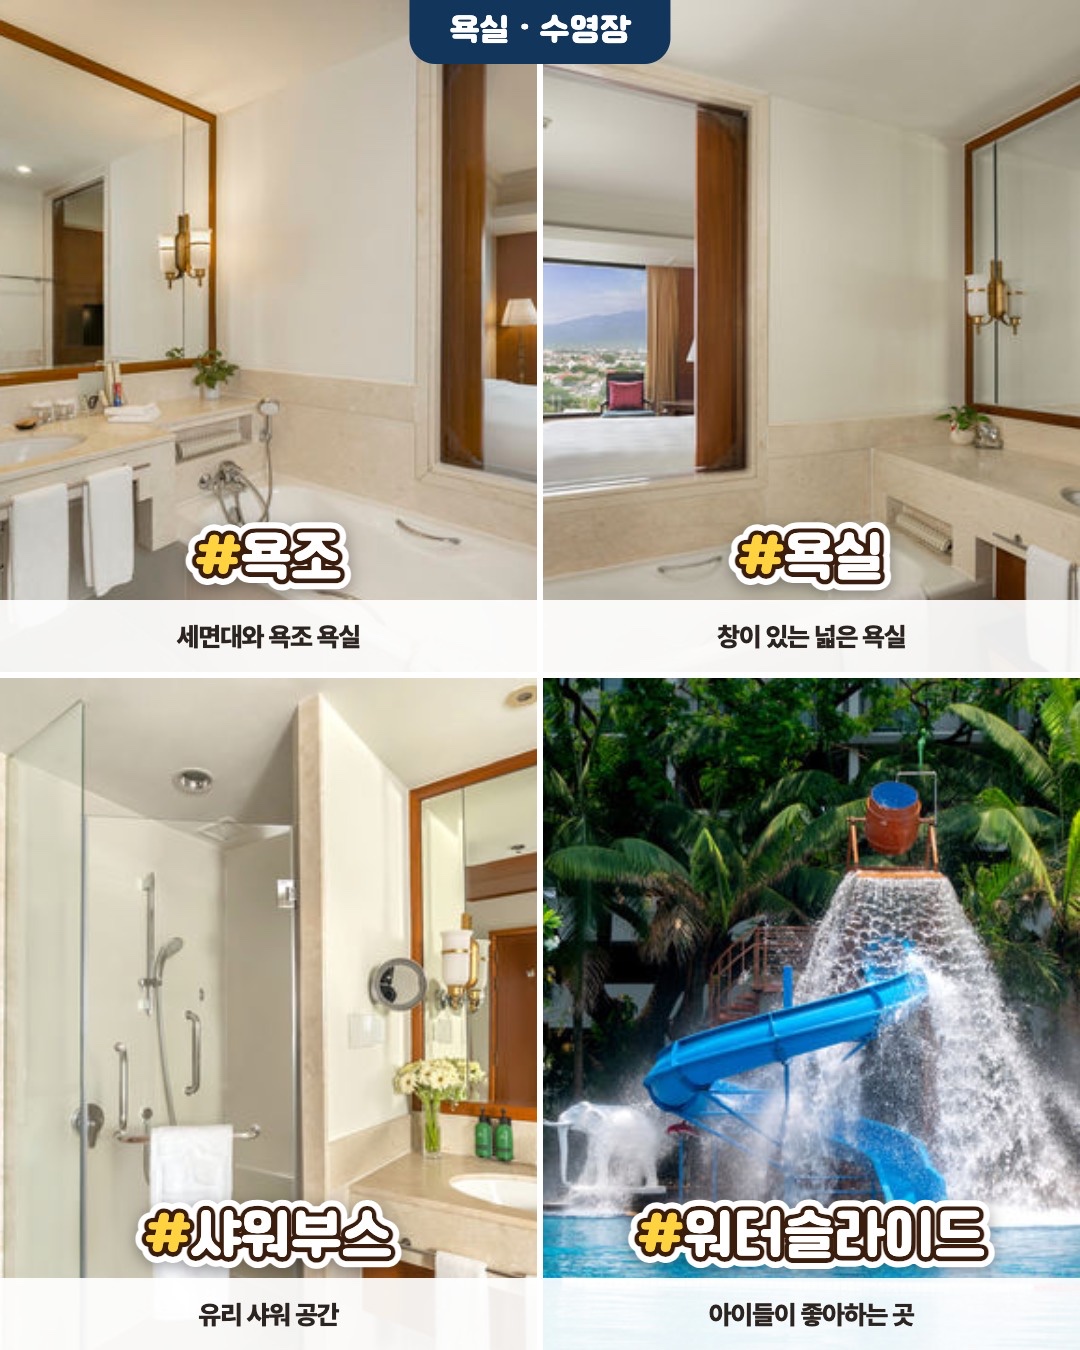 욕실 · 수영장
#욕조
세면대와 욕조 욕실
#욕실
창이 있는 넓은 욕실
#샤워부스
유리 샤워 공간
#워터슬라이드
아이들이 좋아하는 곳